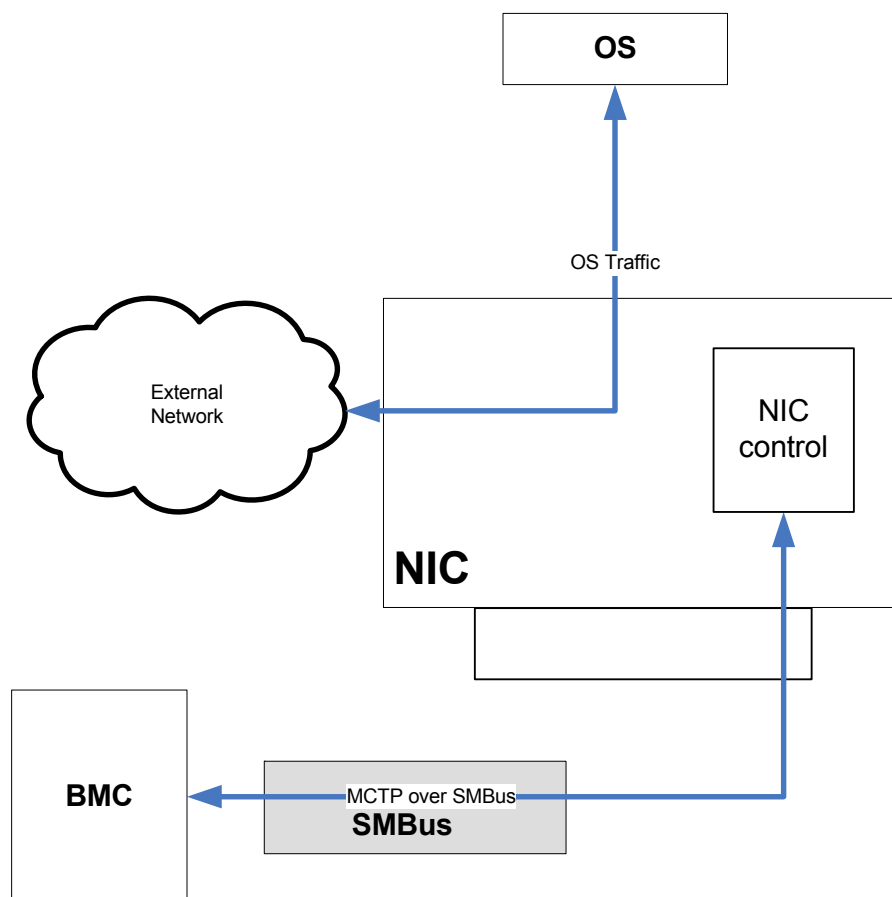 OS
OS Traffic
External
Network
NIC
control
NIC
BMC
MCTP over SMBus
SMBus